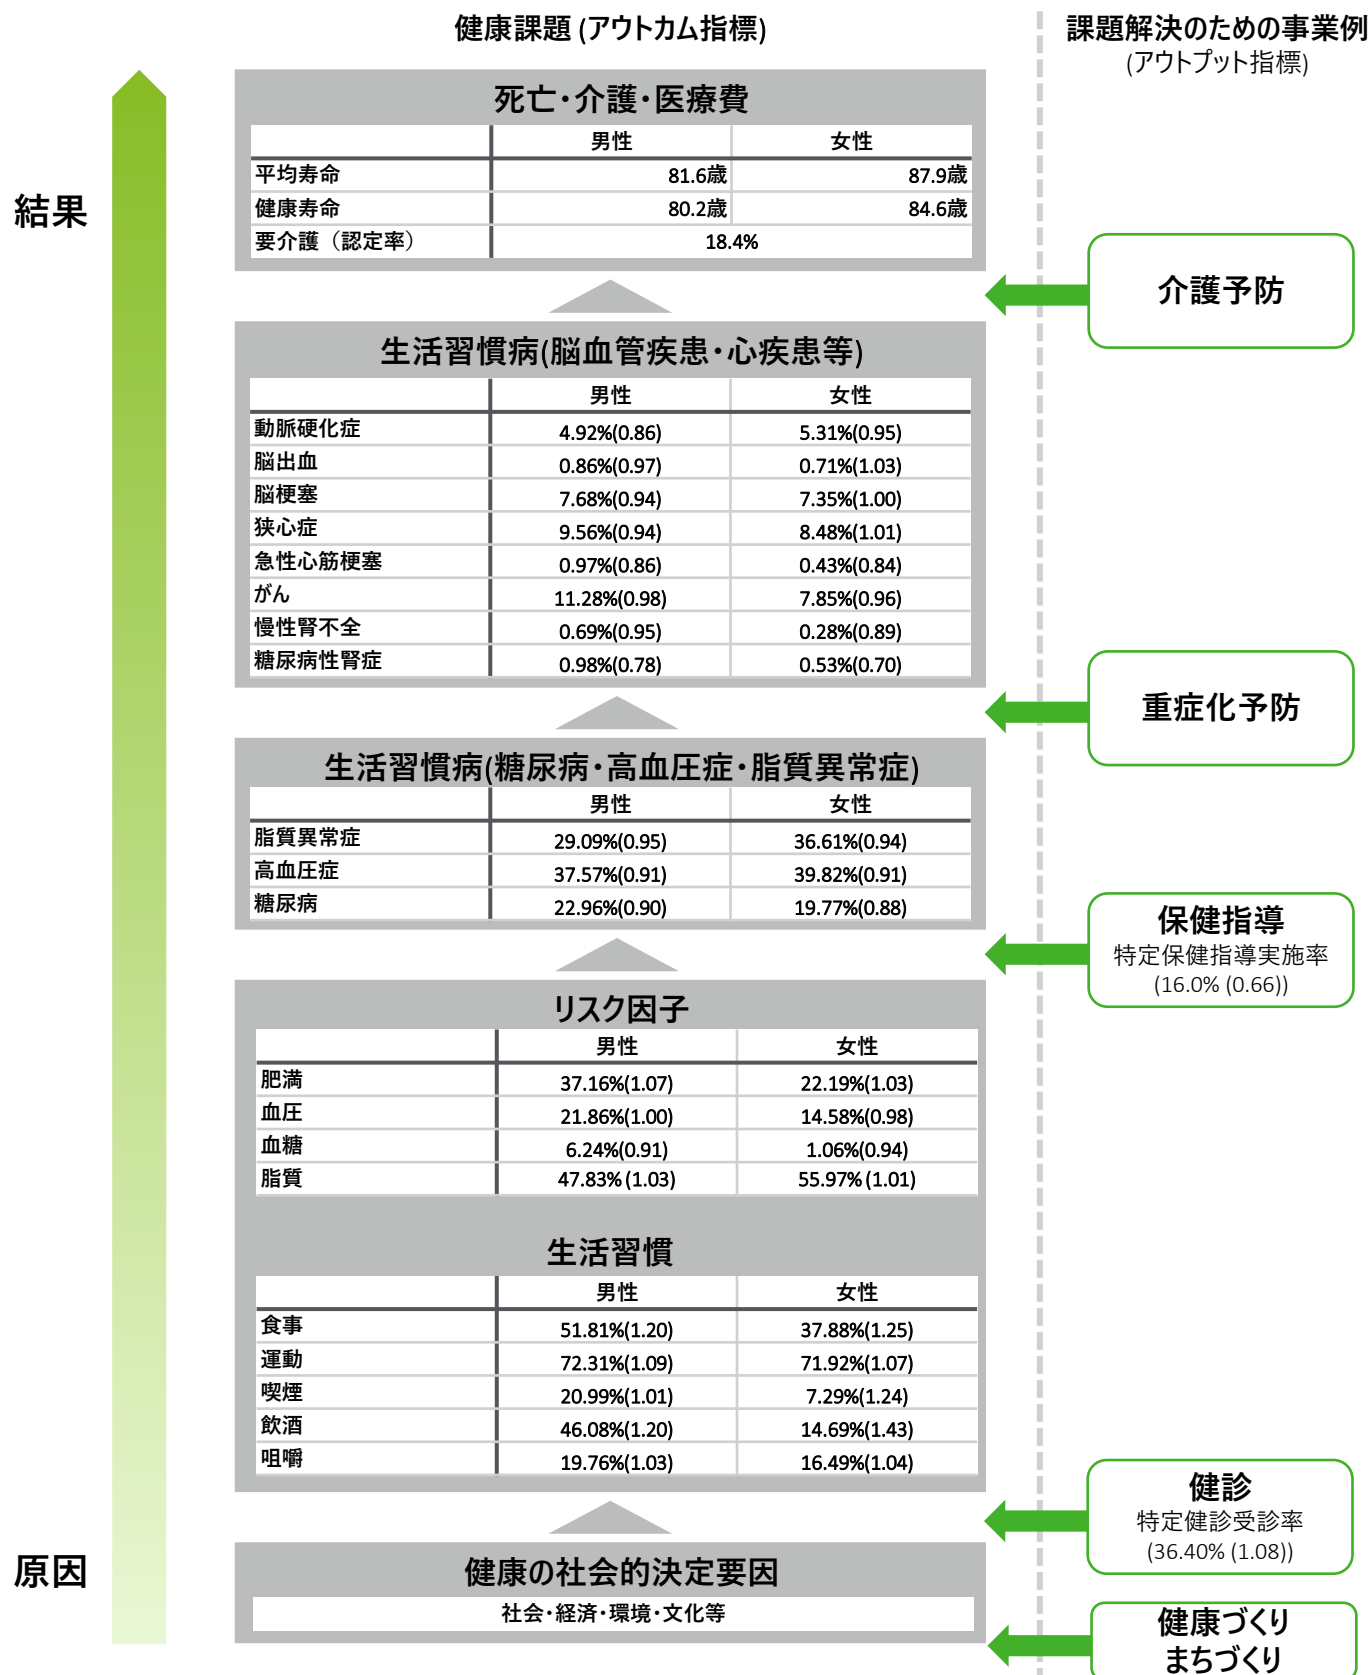 健康課題 (アウトカム指標)
課題解決のための事業例
(アウトプット指標)
結果
死亡・介護・医療費
男性 女性
平均寿命 81.6歳 87.9歳
健康寿命 80.2歳 84.6歳
要介護（認定率） 18.4%
介護予防
生活習慣病(脳血管疾患・心疾患等)
男性 女性
動脈硬化症 4.92%(0.86) 5.31%(0.95)
脳出血 0.86%(0.97) 0.71%(1.03)
脳梗塞 7.68%(0.94) 7.35%(1.00)
狭心症 9.56%(0.94) 8.48%(1.01)
急性心筋梗塞 0.97%(0.86) 0.43%(0.84)
がん 11.28%(0.98) 7.85%(0.96)
慢性腎不全 0.69%(0.95) 0.28%(0.89)
糖尿病性腎症 0.98%(0.78) 0.53%(0.70)
重症化予防
生活習慣病(糖尿病・高血圧症・脂質異常症)
男性 女性
脂質異常症 29.09%(0.95) 36.61%(0.94)
高血圧症 37.57%(0.91) 39.82%(0.91)
糖尿病 22.96%(0.90) 19.77%(0.88)
保健指導
特定保健指導実施率
(16.0% (0.66))
リスク因子
男性 女性
肥満 37.16%(1.07) 22.19%(1.03)
血圧 21.86%(1.00) 14.58%(0.98)
血糖 6.24%(0.91) 1.06%(0.94)
脂質 47.83% (1.03) 55.97% (1.01)
生活習慣
男性 女性
食事 51.81%(1.20) 37.88%(1.25)
運動 72.31%(1.09) 71.92%(1.07)
喫煙 20.99%(1.01) 7.29%(1.24)
飲酒 46.08%(1.20) 14.69%(1.43)
咀嚼 19.76%(1.03) 16.49%(1.04)
健診
特定健診受診率
(36.40% (1.08))
原因
健康の社会的決定要因
社会・経済・環境・文化等
健康づくり
まちづくり